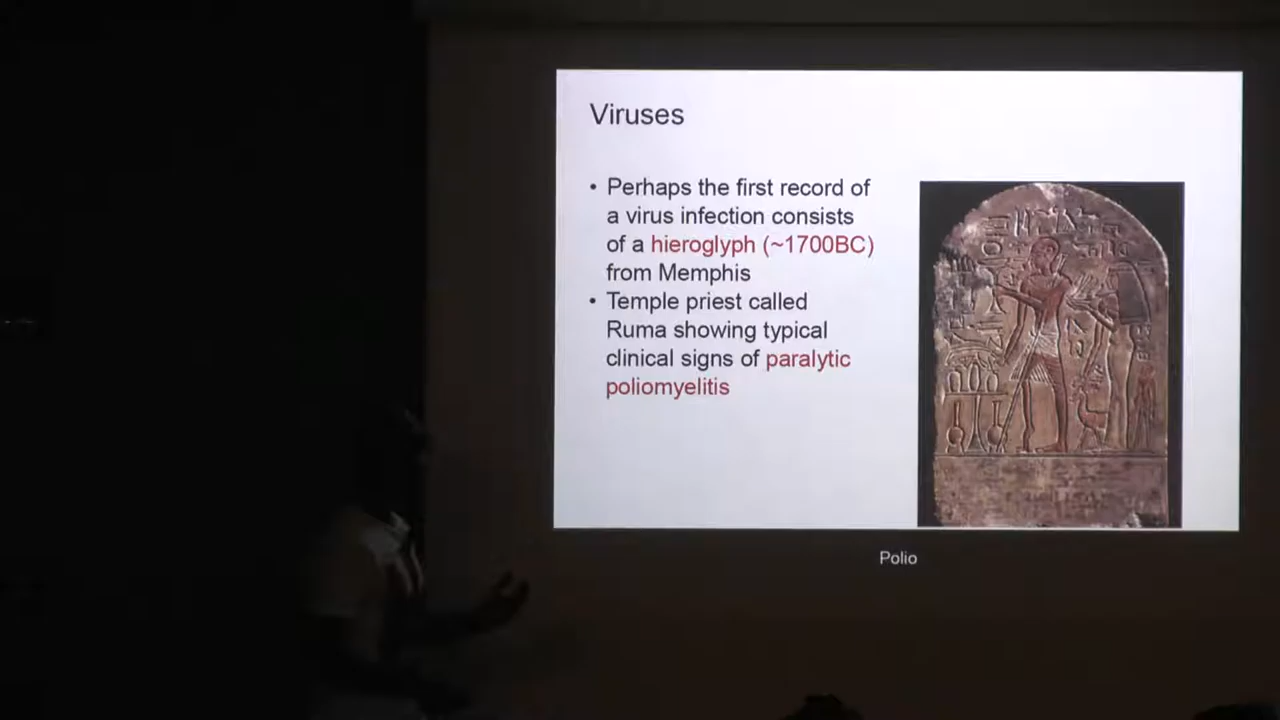 Viruses
• Perhaps the first record of
a virus infection consists
of a hieroglyph (~1700BC)
from Memphis
• Temple priest called
Ruma showing typical
clinical signs of paralytic
poliomyelitis
Polio